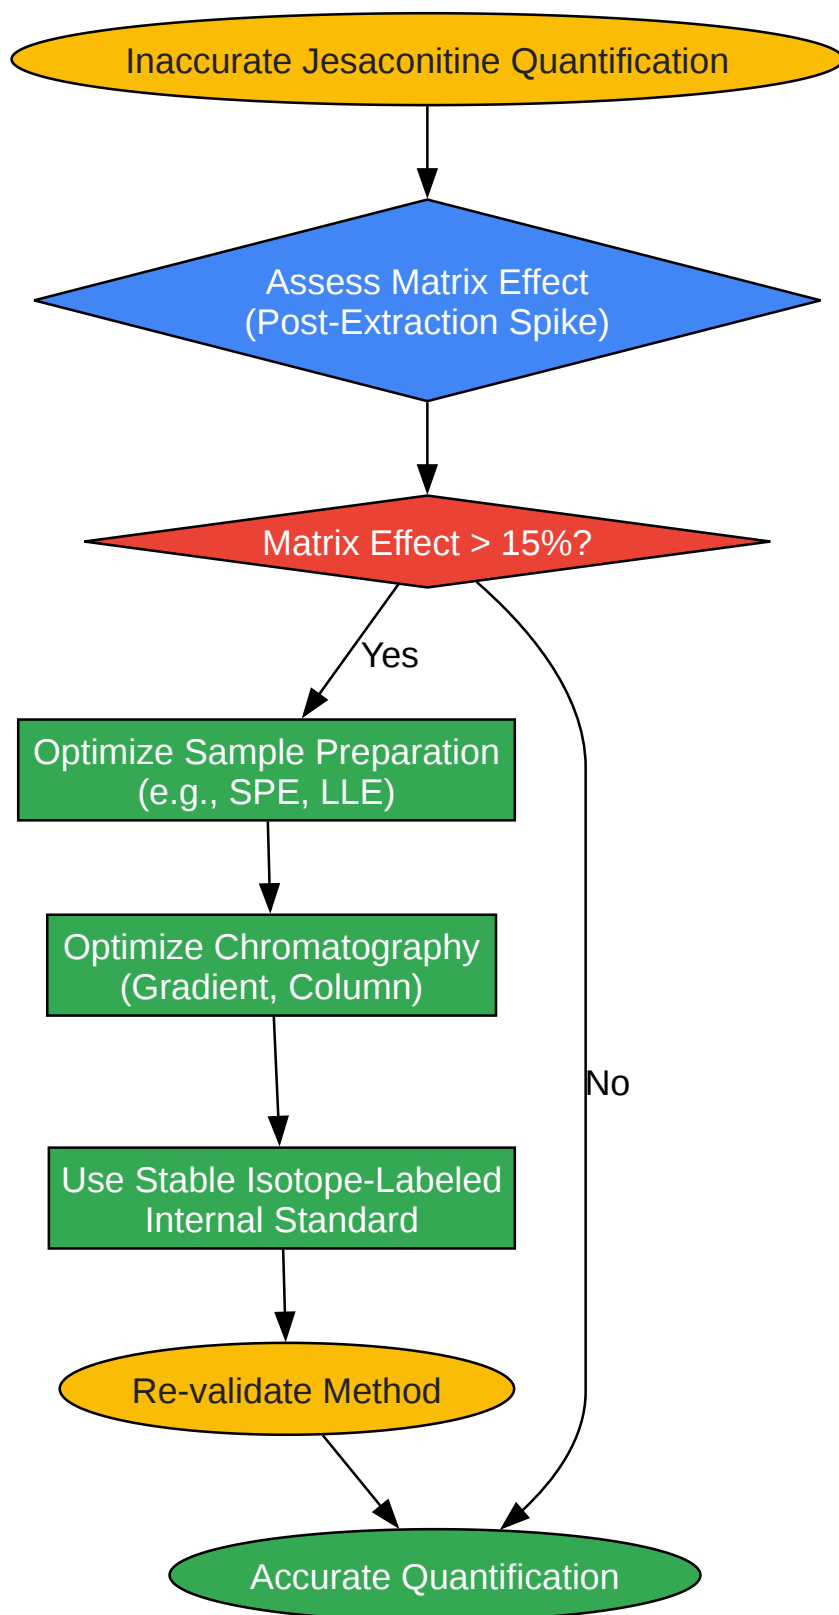 Inaccurate Jesaconitine Quantification
Assess Matrix Effect
(Post-Extraction Spike)
Matrix Effect > 15%?
Yes
Optimize Sample Preparation
(e.g., SPE, LLE)
Optimize Chromatography
(Gradient, Column)
No
Use Stable Isotope-Labeled
Internal Standard
Re-validate Method
Accurate Quantification